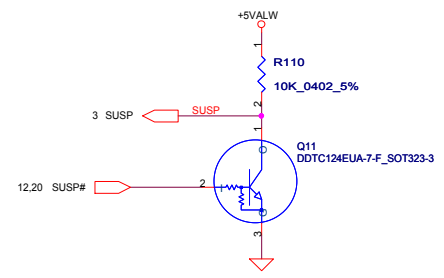 +5VALW
1
R110
10K_0402_5%
2
3 SUSP
SUSP
1
Q11
DDTC124EUA-7-F_SOT323-3
12,20 SUSP#
2
3